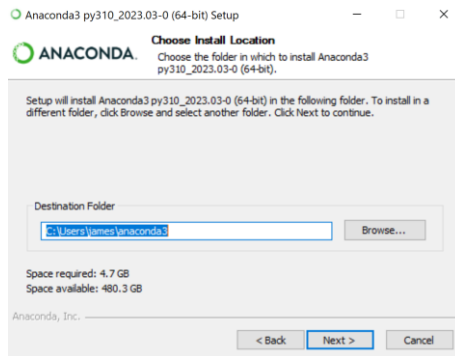 Anaconda3 py310_2023.03-0 (64-bit) Setup
ANACONDA.
Choose Install Location
Choose the folder in which to install Anaconda3
py310_2023.03-0 (64-bit).
Setup will install Anaconda3 py310_2023.03-0 (64-bit) in the following folder. To install in a
different folder, click Browse and select another folder. Click Next to continue.
Destination Folder
C:\Users\james\anaconda3
Browse...
Space required: 4.7 GB
Space available: 480.3 GB
Anaconda, Inc.
< Back
Next >
Cancel